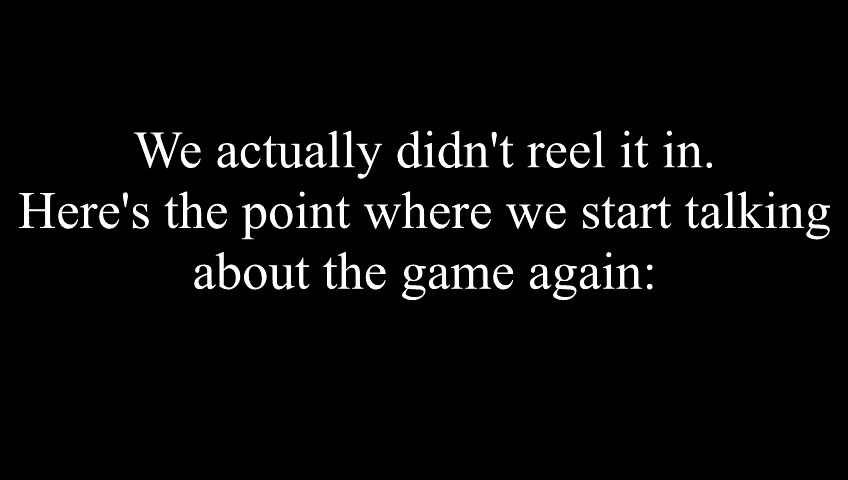 We actually didn't reel it in.
Here's the point where we start talking
about the game again: